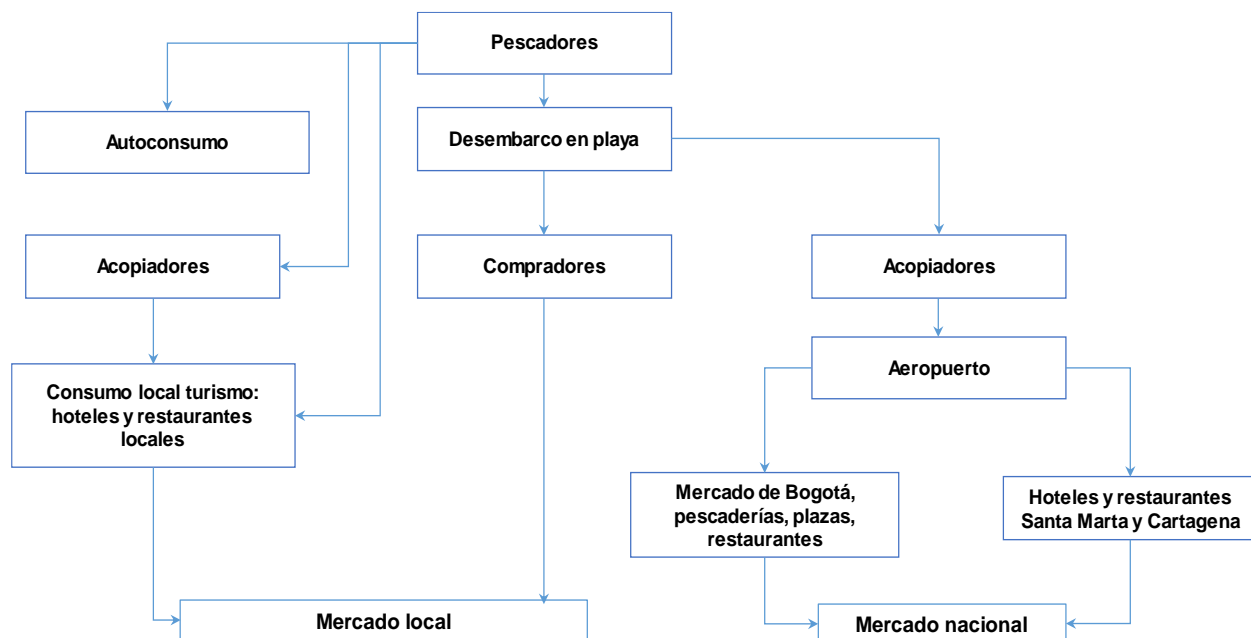 Pescadores
Autoconsumo
Desembarco en playa
Acopiadores
Compradores
Acopiadores
Consumo local turismo:
hoteles y restaurantes
locales
Aeropuerto
Mercado de Bogotá,
pescaderías, plazas,
restaurantes
Hoteles y restaurantes
Santa Marta y Cartagena
Mercado local
Mercado nacional